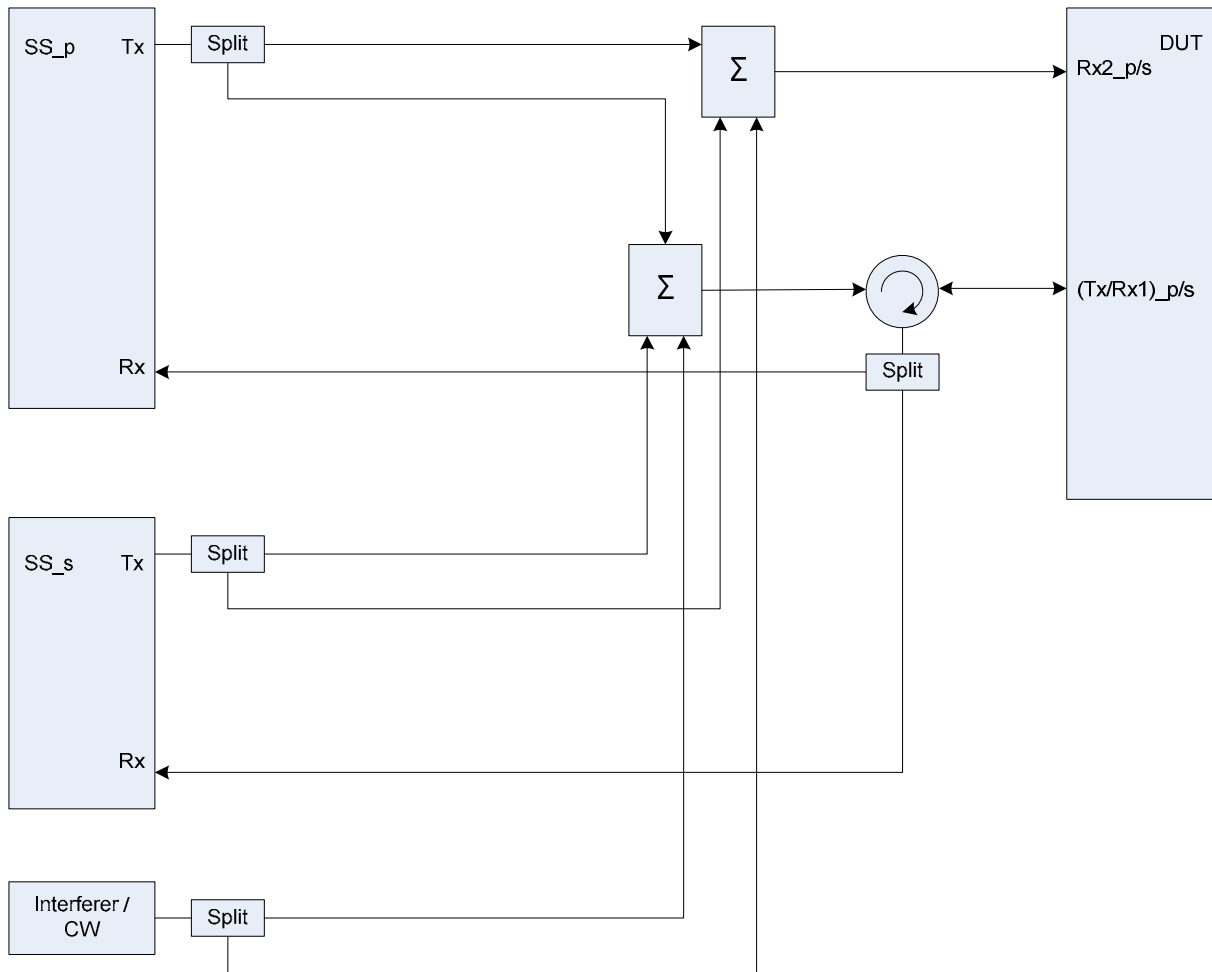 SS_p
Tx
Split
Σ
DUT
Rx2_p/s
Σ
(Tx/Rx1)_p/s
Rx
Split
SS_s
Tx
Split
Rx
Interferer /
CW
Split